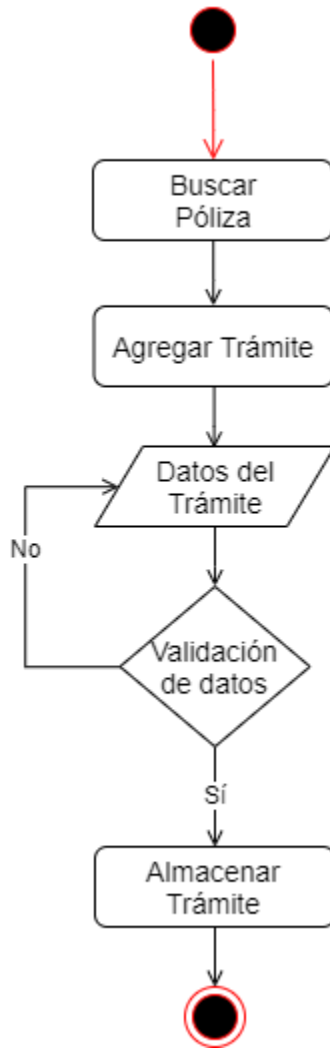 Buscar
Póliza
Agregar Trámite
Datos del
Trámite
No
Validación
de datos
Sí
Almacenar
Trámite